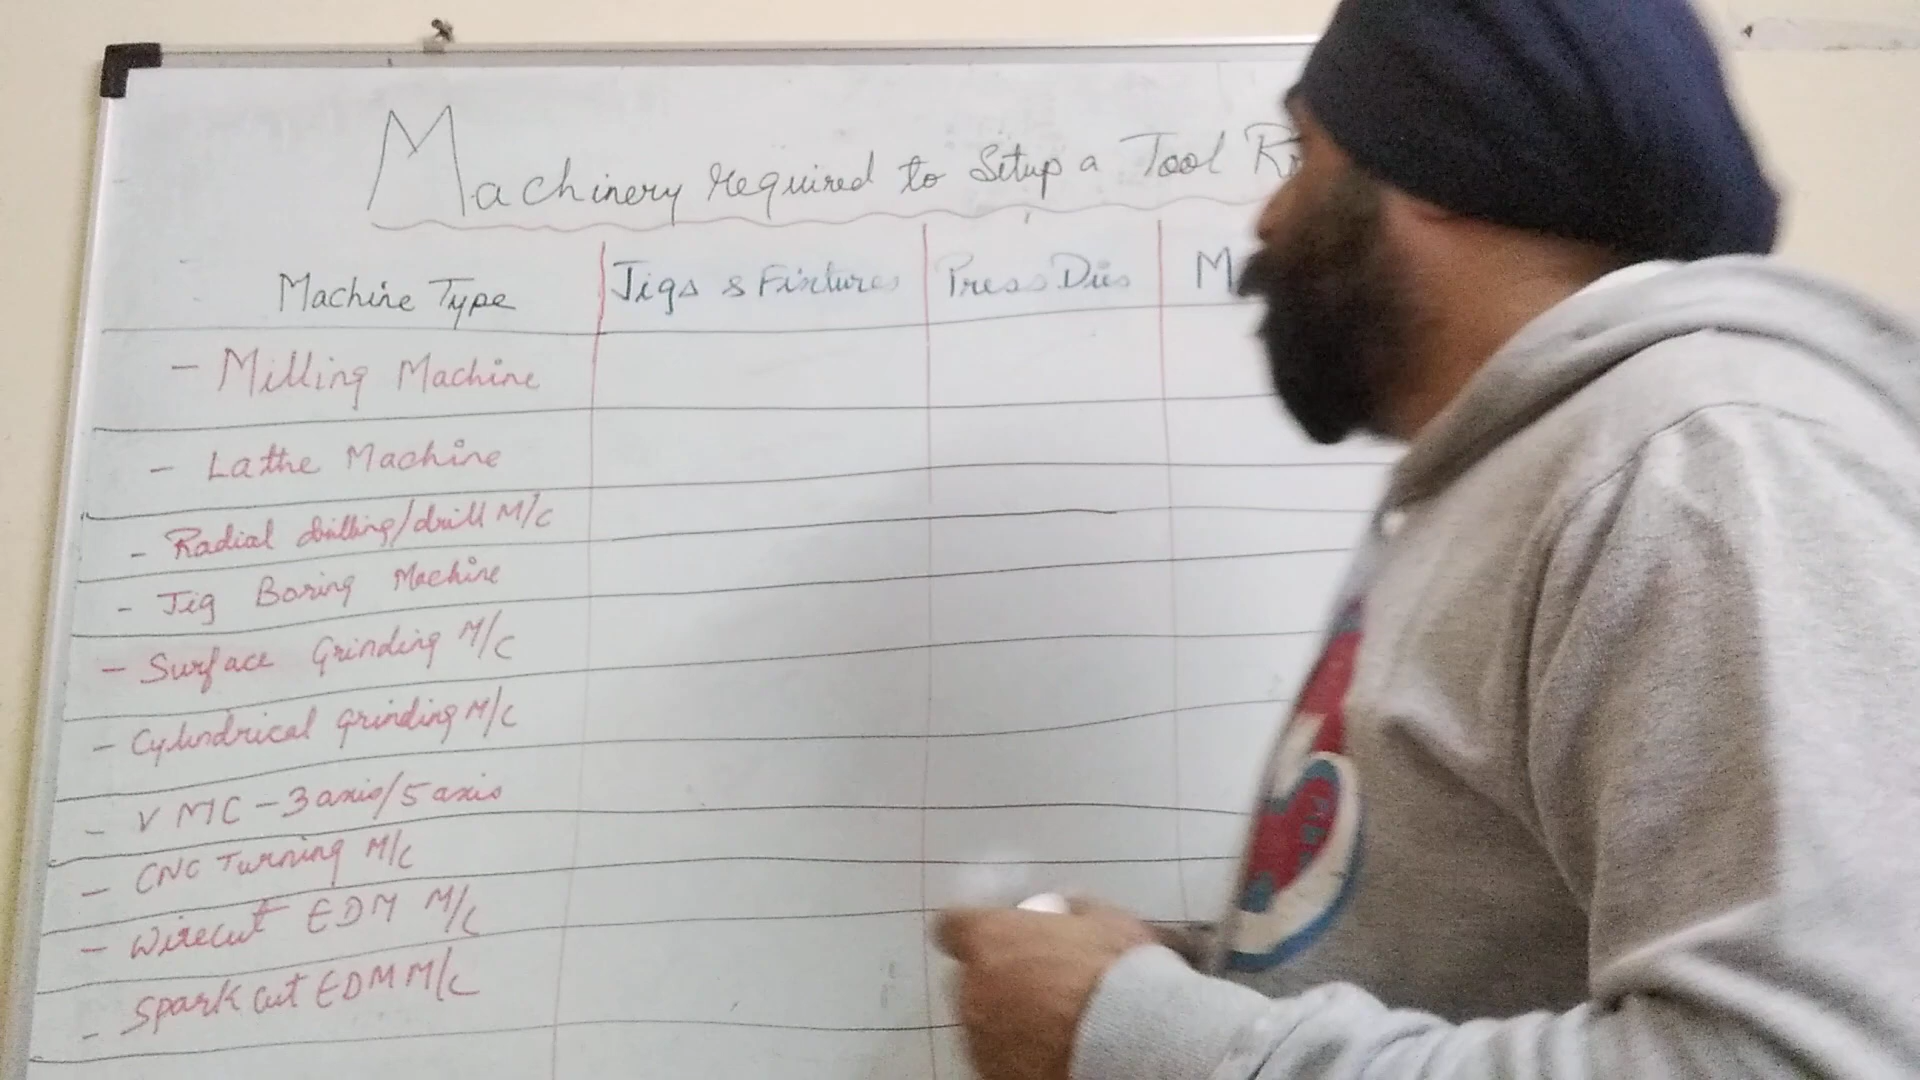 Machinery required to Setup a Tool
Machine Type Jigs & Fixtures Press Dies
- Milling Machine
- Lathe Machine
- Radial drilling/drill M/C
- Jig Boring Machine
- Surface Grinding M/C
- Cylindrical grinding M/C
- VMC - 3 axis/5 axis
- CNC Turning M/C
- Wirecut EDM M/C
- Spark cut EDM M/C